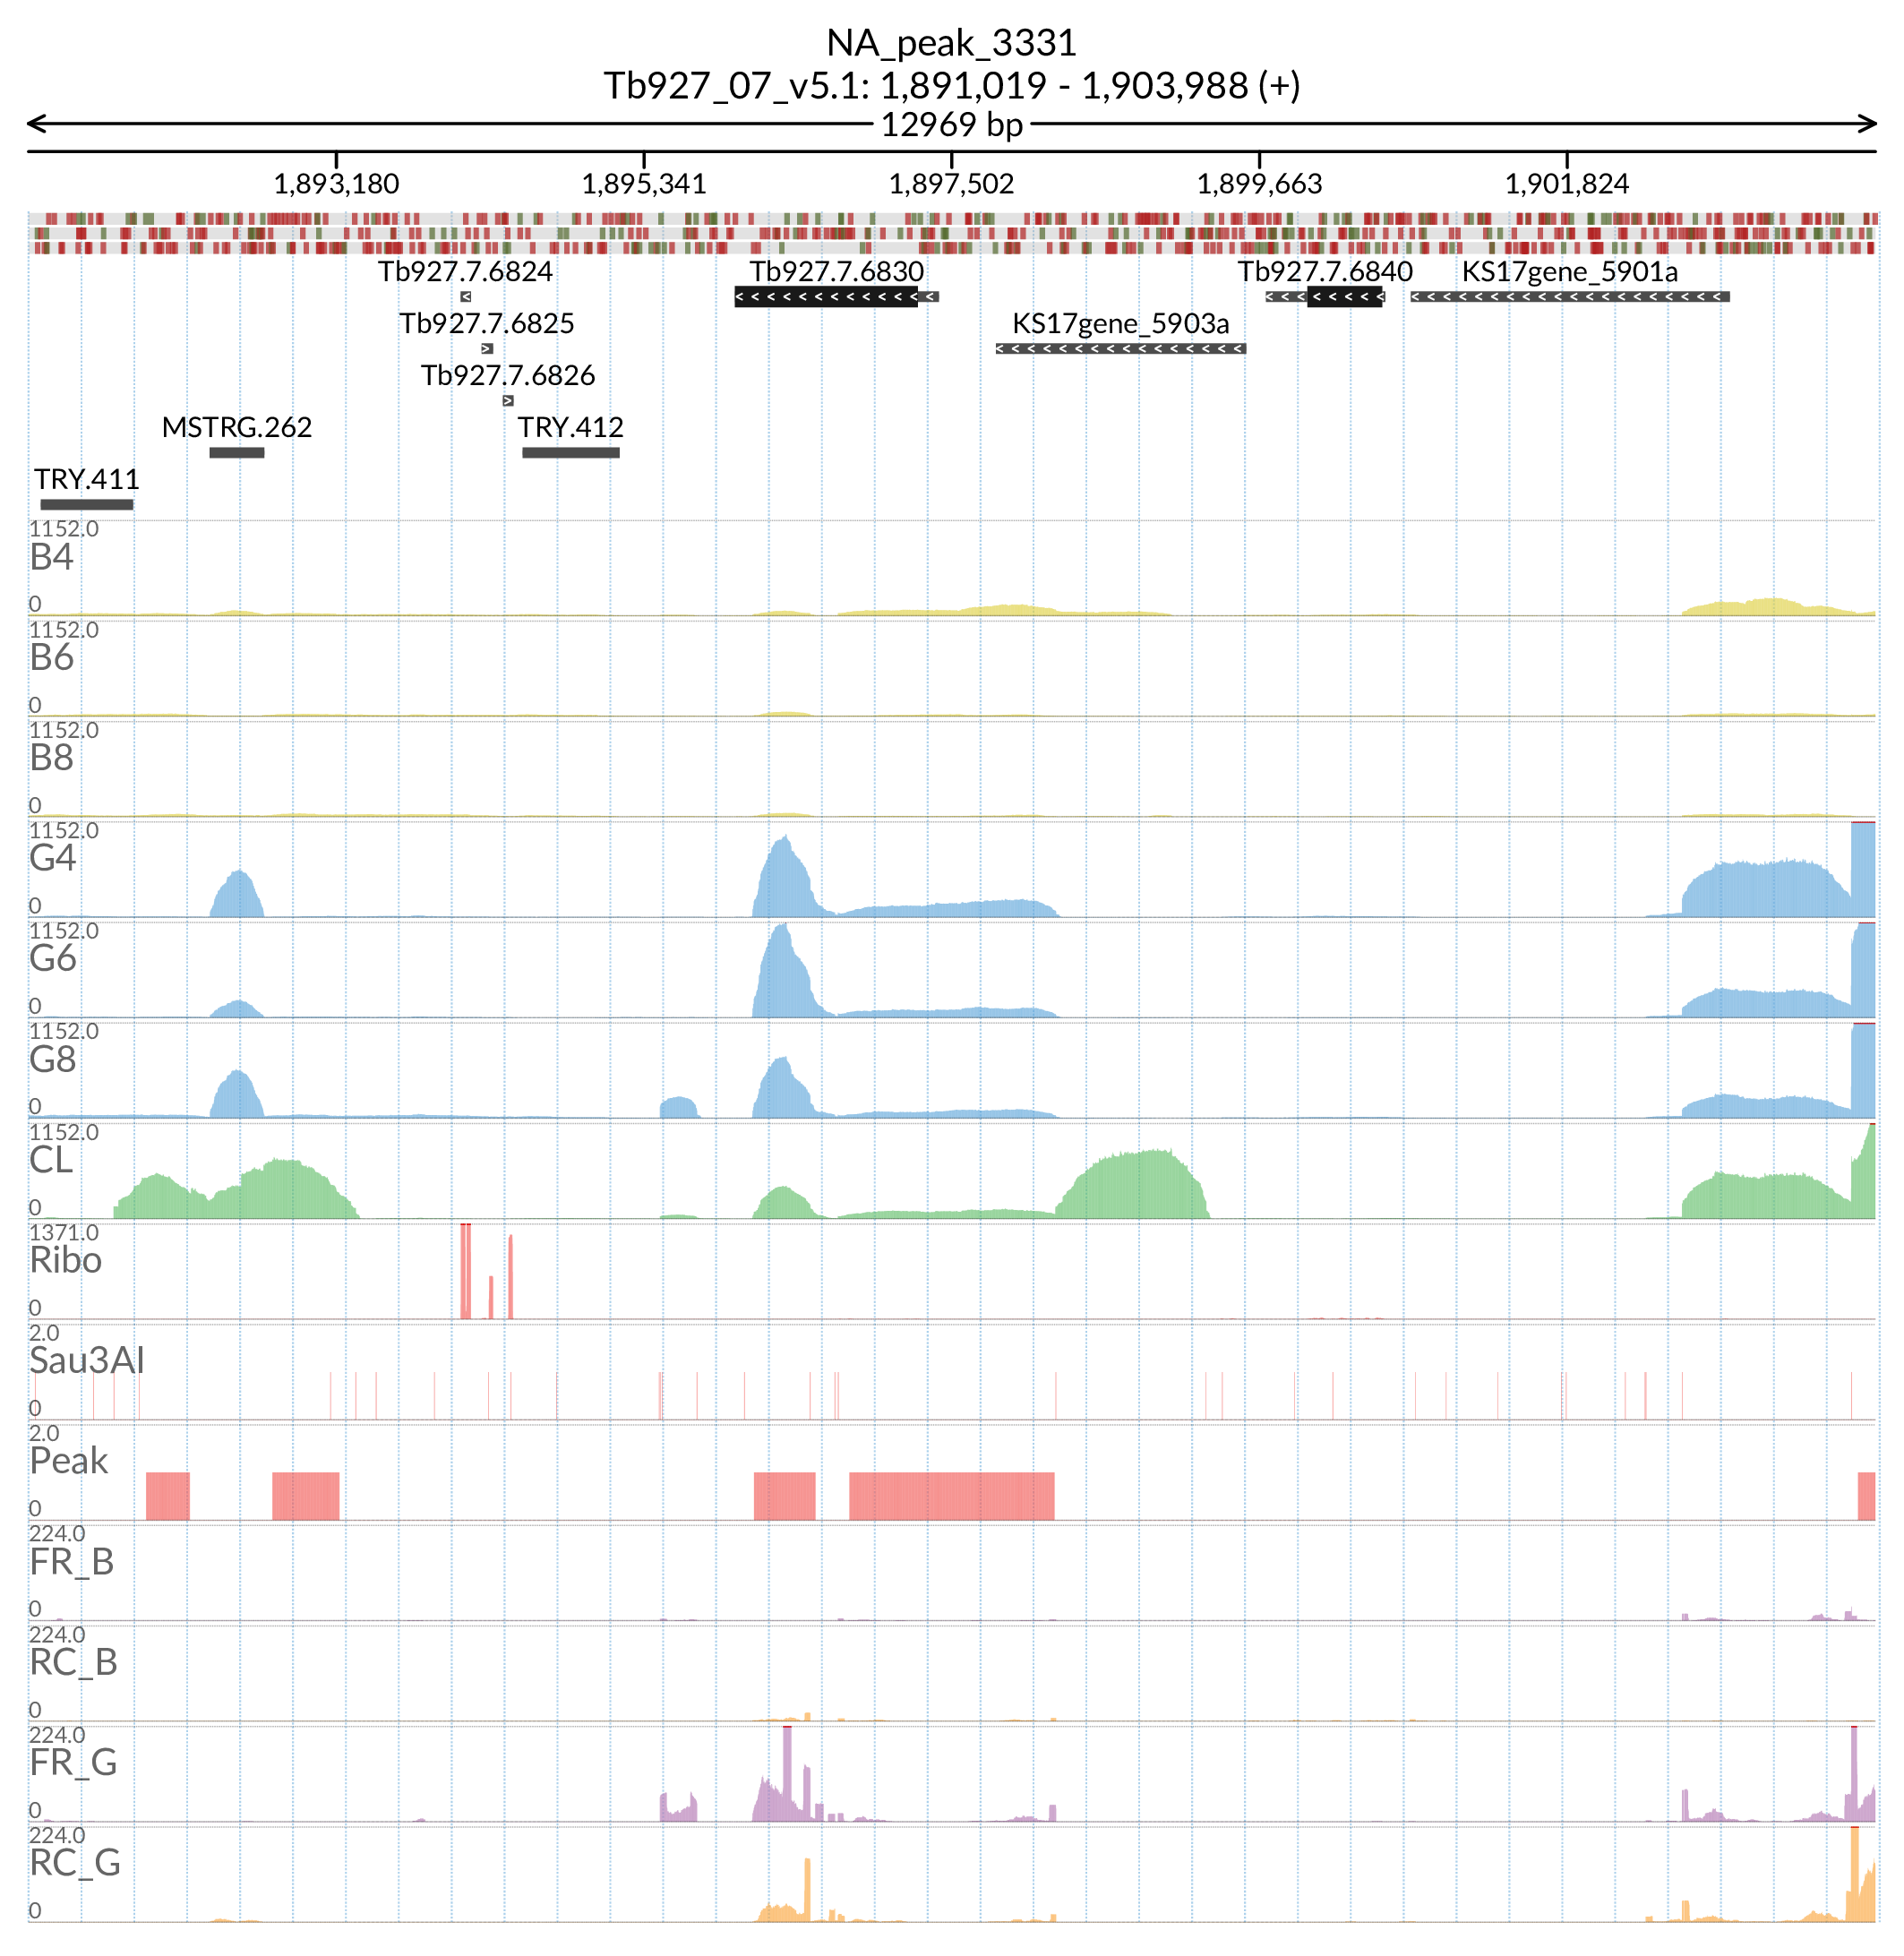 NA_peak_3331
Tb927_07_v5.1: 1,891,019 - 1,903,988 (+)
12969 bp
1,893,180 1,895,341 1,897,502 1,899,663 1,901,824
Tb927.7.6824 Tb927.7.6830 Tb927.7.6840 KS17gene_5901a
Tb927.7.6825 KS17gene_5903a
Tb927.7.6826
MSTRG.262 TRY.412
TRY.411
1152.0
B4
0
1152.0
B6
0
1152.0
B8
0
1152.0
G4
0
1152.0
G6
0
1152.0
G8
0
1152.0
CL
0
1371.0
Ribo
0
2.0
Sau3AI
0
2.0
Peak
0
224.0
FR_B
0
224.0
RC_B
0
224.0
FR_G
0
224.0
RC_G
0